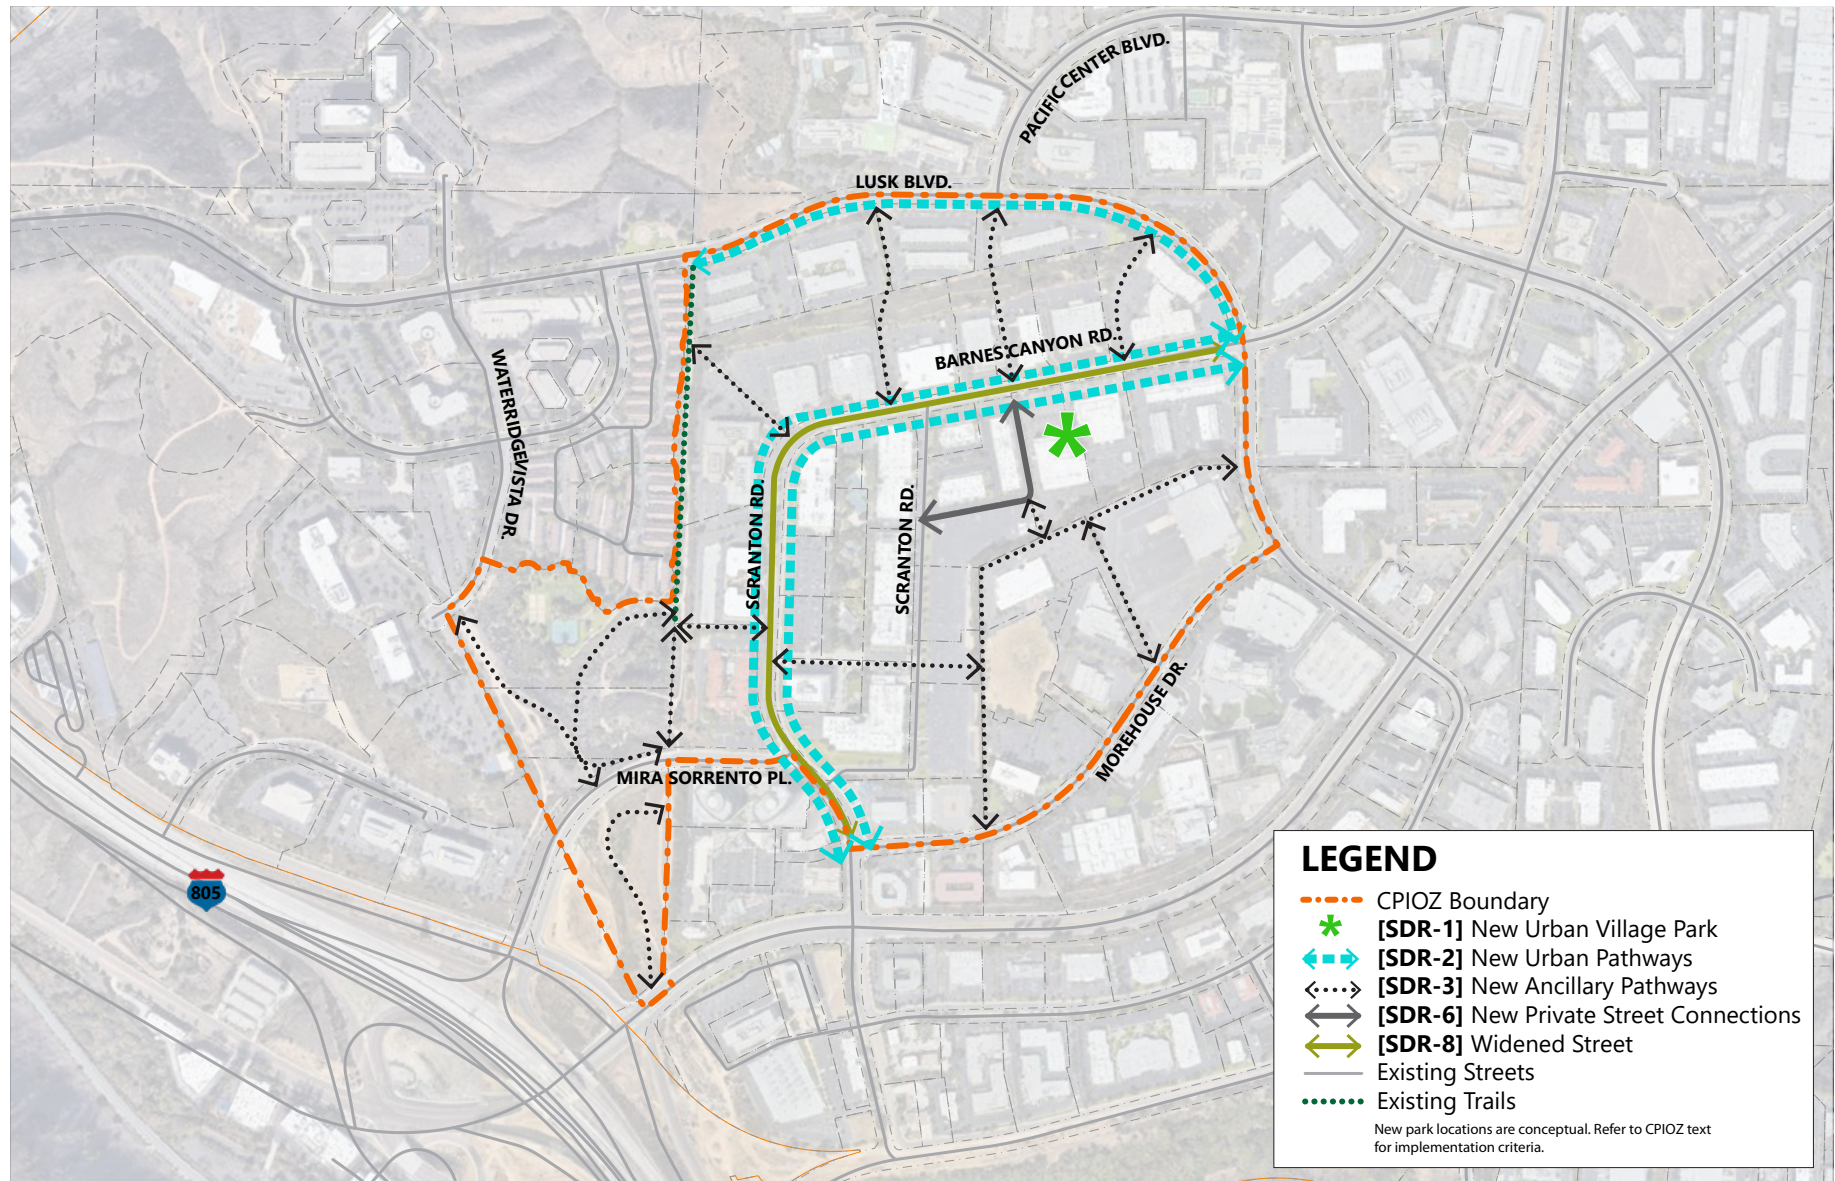 PACIFIC CENTER BLVD.
LUSK BLVD.
BARNES CANYON RD.
WATERRIDGE VISTA DR.
SCRANTON RD.
SCRANTON RD.
MOREHOUSE DR.
MIRA SORRENTO PL.
805
LEGEND
CPIOZ Boundary
[SDR-1] New Urban Village Park
[SDR-2] New Urban Pathways
[SDR-3] New Ancillary Pathways
[SDR-6] New Private Street Connections
[SDR-8] Widened Street
Existing Streets
Existing Trails
New park locations are conceptual. Refer to CPIOZ text
for implementation criteria.